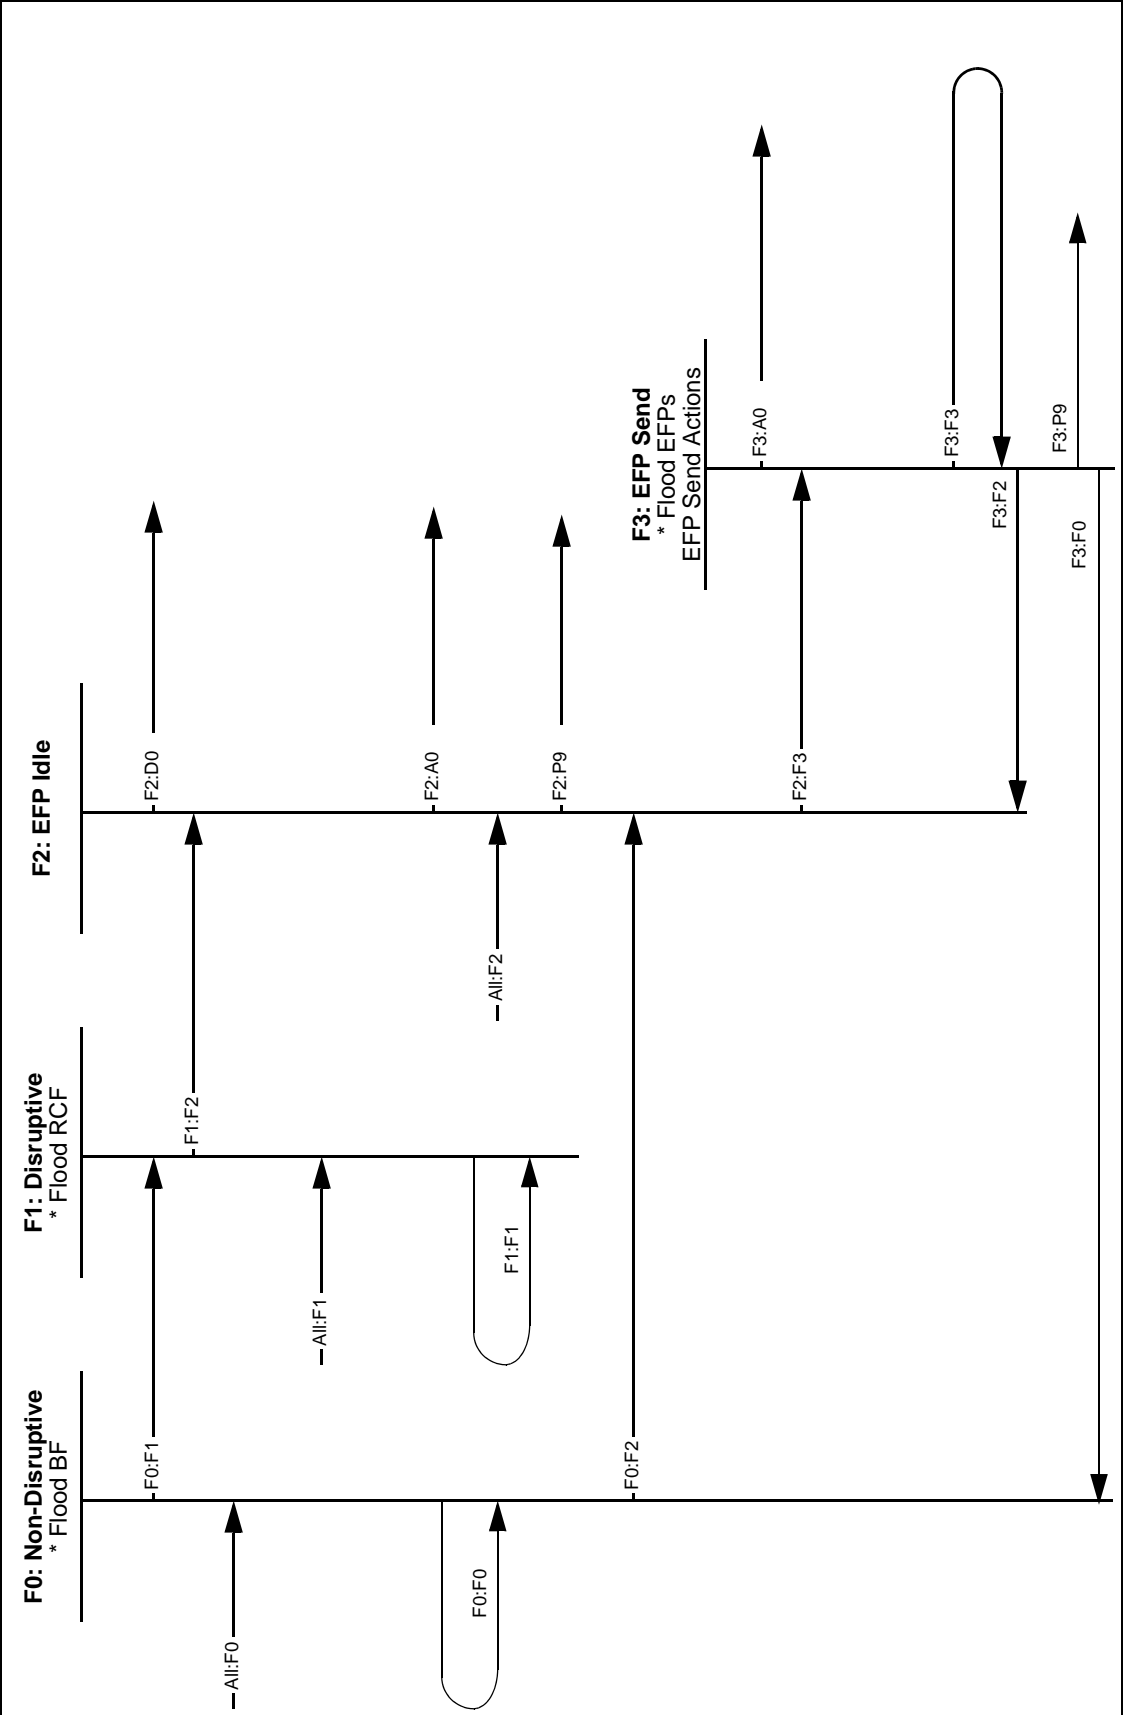 F0: Non-Disruptive
* Flood BF
F1: Disruptive
* Flood RCF
F2: EFP Idle
F3: EFP Send
* Flood EFPs
EFP Send Actions
F0:F1
F2:D0
F1:F2
All:F0
All:F1
F2:A0
F0:F0
All:F2
F1:F1
F2:P9
F0:F2
F3:A0
F2:F3
F3:F3
F3:F2
F3:P9
F3:F0